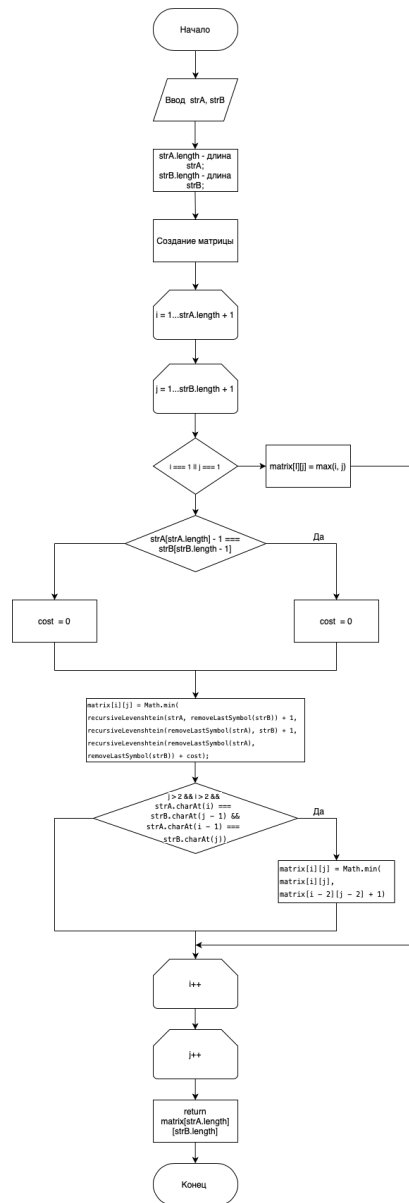 Начало
Ввод strA, strB
strA.length - длина
strA;
strB.length - длина
strB;
Создание матрицы
i = 1...strA.length + 1
j = 1...strB.length + 1
i === 1 || j === 1
matrix[I][j] = max(i, j)
strA[strA.length] - 1 ===
strB[strB.length - 1]
Да
cost = 0
cost = 0
matrix[i][j] = Math.min(
recursiveLevenshtein(strA, removeLastSymbol(strB)) + 1,
recursiveLevenshtein(removeLastSymbol(strA), strB) + 1,
recursiveLevenshtein(removeLastSymbol(strA),
removeLastSymbol(strB)) + cost);
j > 2 && i > 2 &&
strA.charAt(i) ===
strB.charAt(j - 1) &&
strA.charAt(i - 1) ===
strB.charAt(j))
Да
matrix[i][j] = Math.min(
matrix[i][j],
matrix[i - 2][j - 2] + 1)
i++
j++
return
matrix[strA.length]
[strB.length]
Конец